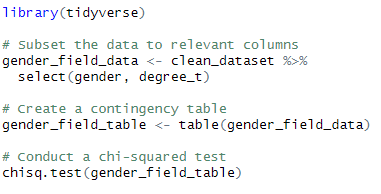 library(tidyverse)
# Subset the data to relevant columns
gender_field_data <- clean_dataset %>%
  select(gender, degree_t)
# Create a contingency table
gender_field_table <- table(gender_field_data)
# Conduct a chi-squared test
chisq.test(gender_field_table)